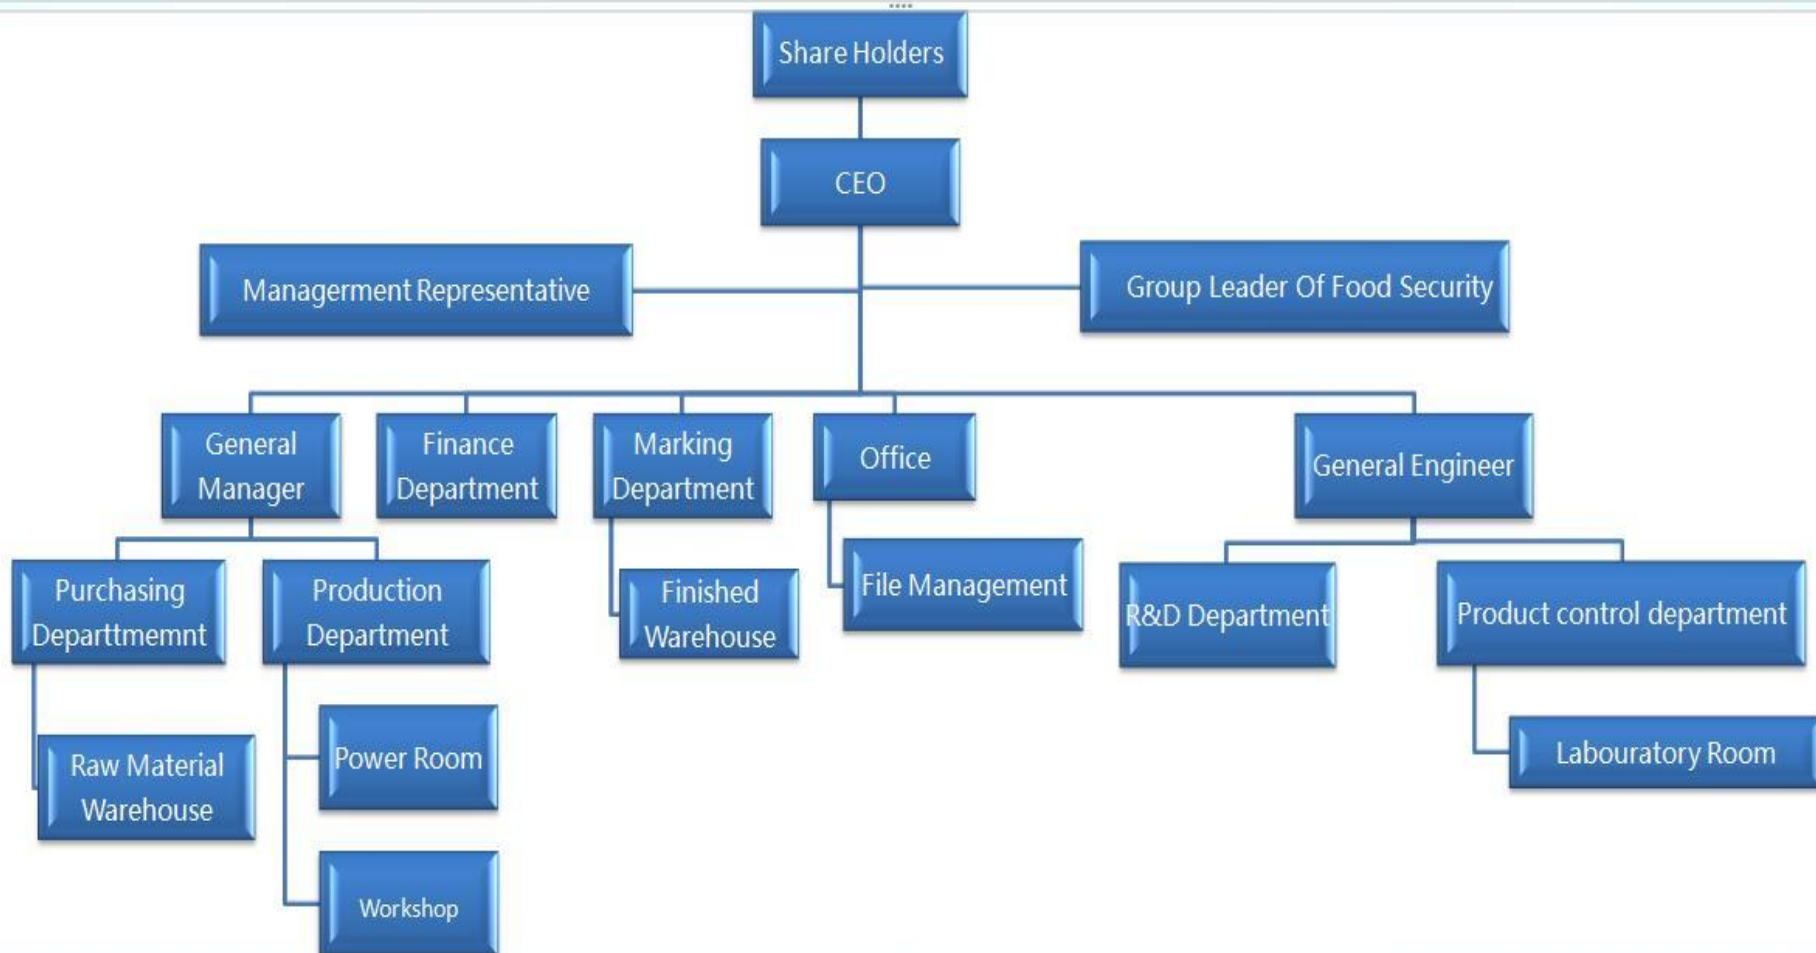 Share Holders
CEO
Managerment Representative
Group Leader Of Food Security
General
Manager
Finance
Department
Marking
Department
Office
General Engineer
Purchasing
Departtmemnt
Production
Department
Finished
Warehouse
File Management
R&D Department
Product control department
Raw Material
Warehouse
Power Room
Labouratory Room
Workshop